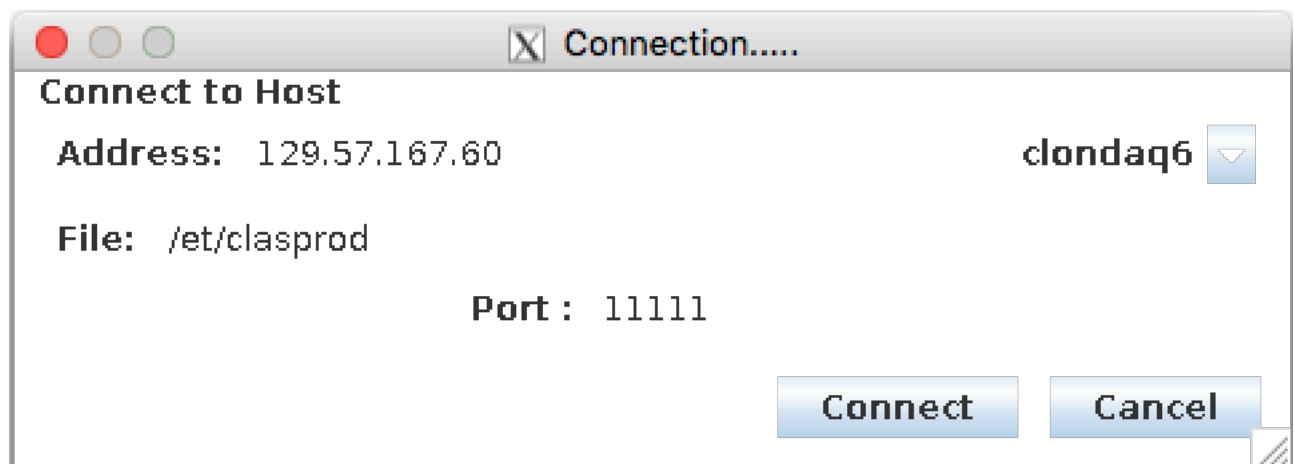 Connection.....
Connect to Host
Address: 129.57.167.60 clondaq6
File: /et/clasprod
Port : 11111
Connect Cancel